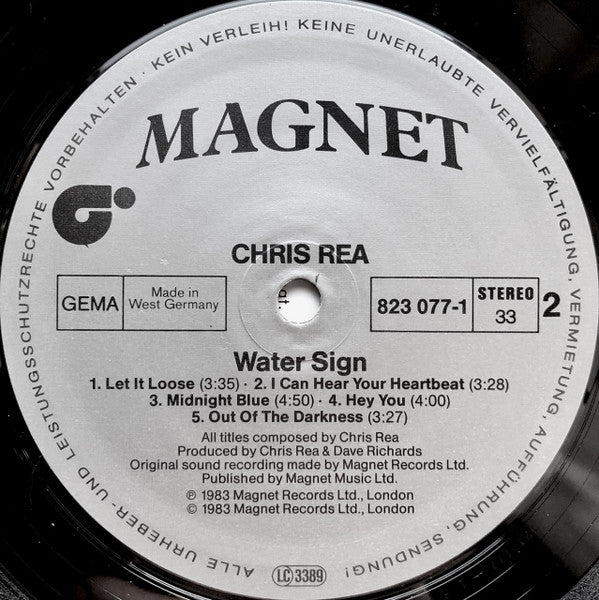 ALLE URHEBER- UND LEISTUNGSSCHUTZRECHTE VORBEHALTEN · KEIN VERLEIH! KEINE UNERLAUBTE VERVIELFÄLTIGUNG, VERMIETUNG, AUFFÜHRUNG, SENDUNG!
MAGNET
CHRIS REA
GEMA
Made in
West Germany
823 077-1
STEREO
33
2
Water Sign
1. Let It Loose (3:35) · 2. I Can Hear Your Heartbeat (3:28)
3. Midnight Blue (4:50) · 4. Hey You (4:00)
5. Out Of The Darkness (3:27)
All titles composed by Chris Rea
Produced by Chris Rea & Dave Richards
Original sound recording made by Magnet Records Ltd.
Published by Magnet Music Ltd.
℗ 1983 Magnet Records Ltd., London
© 1983 Magnet Records Ltd., London
LC 3389